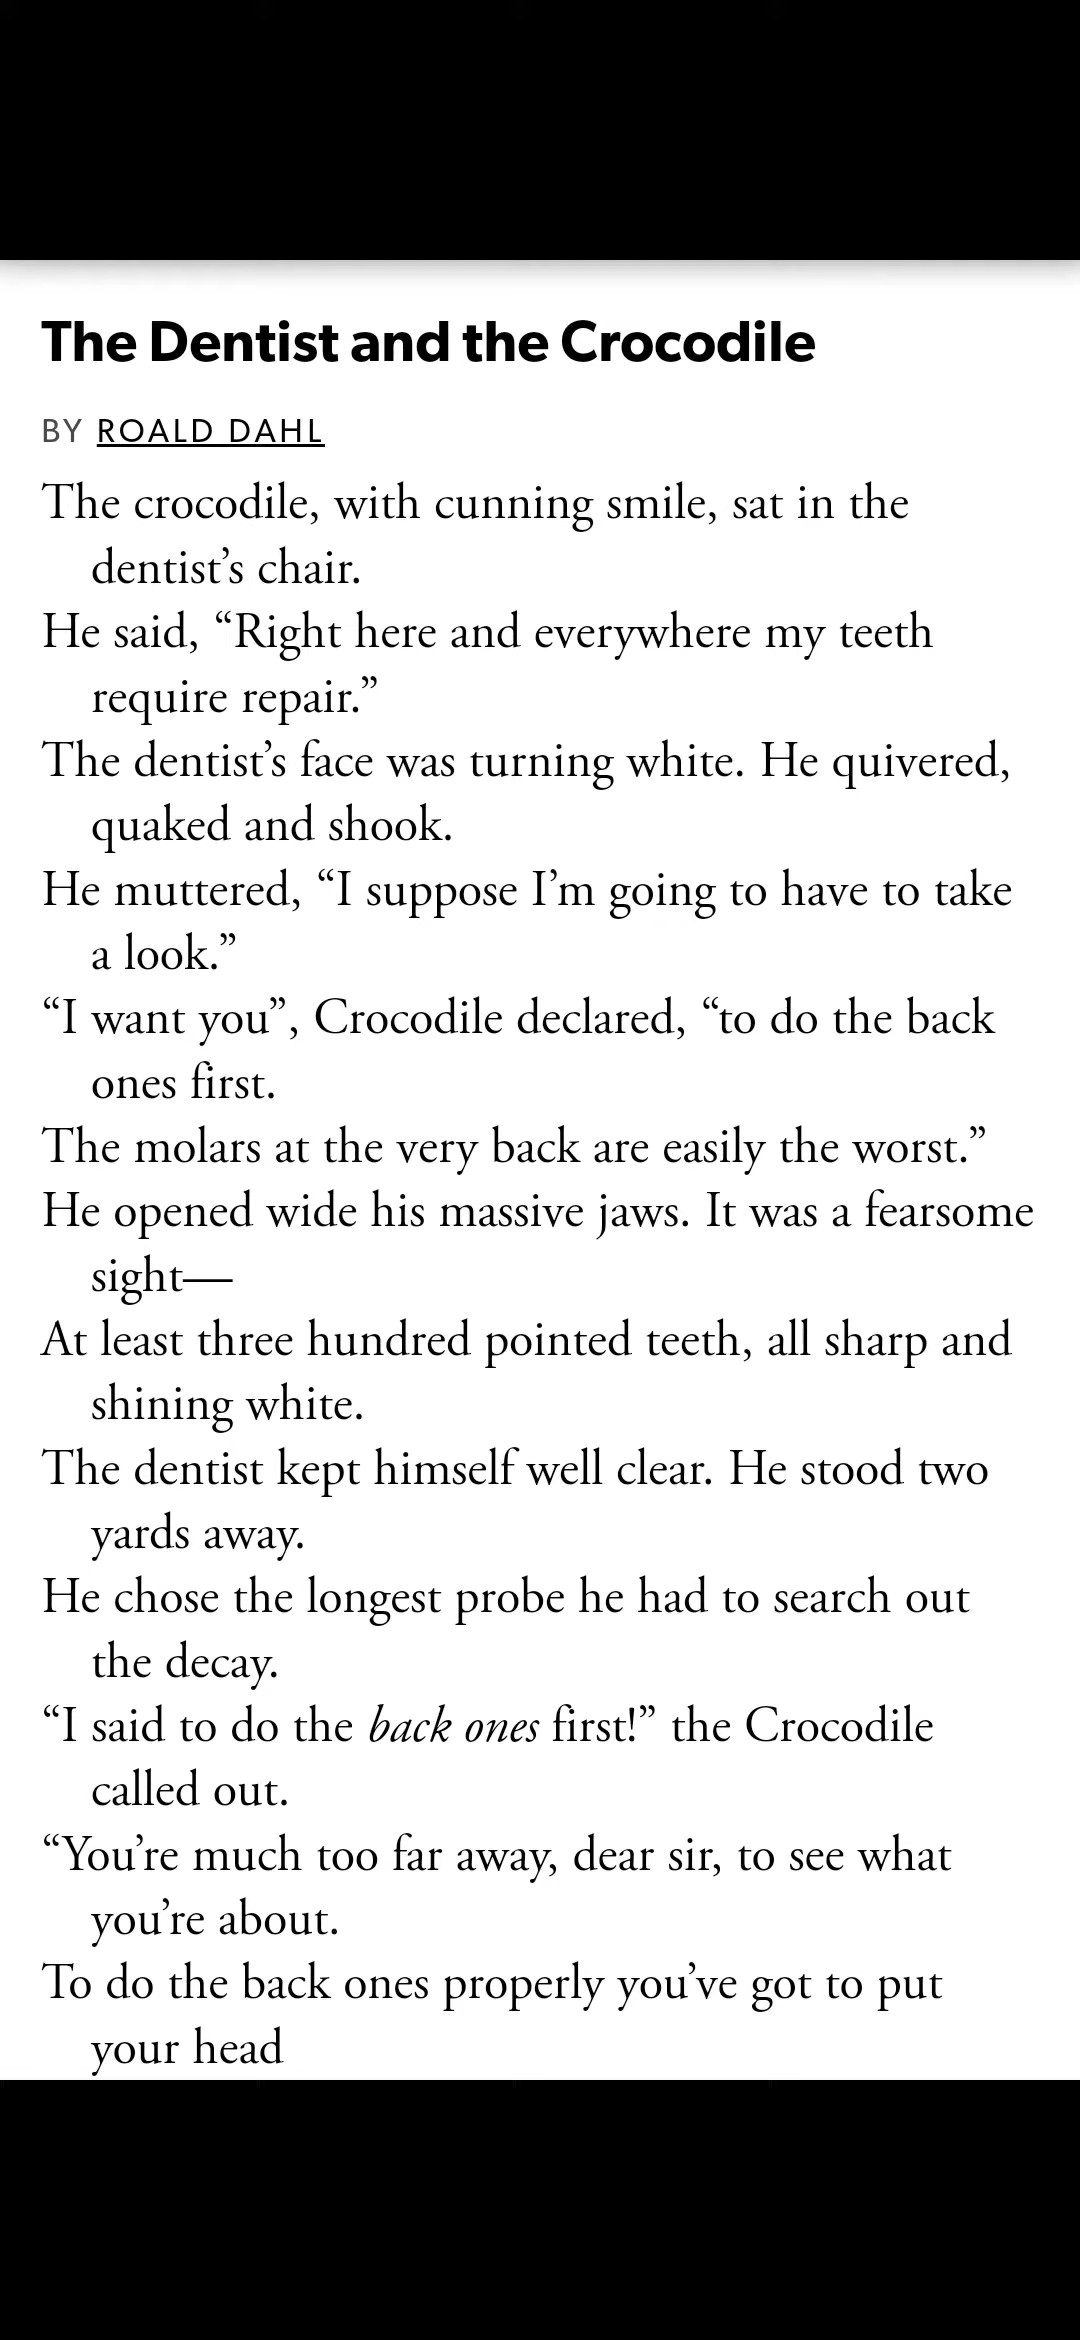 The Dentist and the Crocodile
BY ROALD DAHL
The crocodile, with cunning smile, sat in the
dentist’s chair.
He said, “Right here and everywhere my teeth
require repair.”
The dentist’s face was turning white. He quivered,
quaked and shook.
He muttered, “I suppose I’m going to have to take
a look.”
“I want you”, Crocodile declared, “to do the back
ones first.
The molars at the very back are easily the worst.”
He opened wide his massive jaws. It was a fearsome
sight—
At least three hundred pointed teeth, all sharp and
shining white.
The dentist kept himself well clear. He stood two
yards away.
He chose the longest probe he had to search out
the decay.
“I said to do the back ones first!” the Crocodile
called out.
“You’re much too far away, dear sir, to see what
you’re about.
To do the back ones properly you’ve got to put
your head